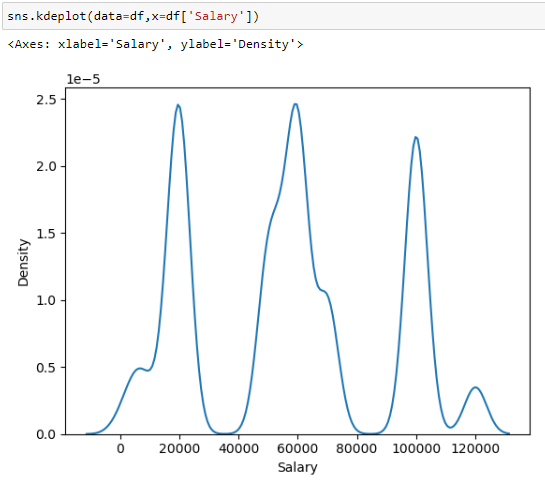 sns.kdeplot(data=df,x=df['Salary'])
<Axes: xlabel='Salary', ylabel='Density'>
1e−5
2.5
2.0
1.5
1.0
0.5
0.0
Density
0 20000 40000 60000 80000 100000 120000
Salary